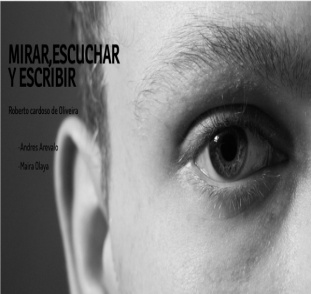 MIRAR,ESCUCHAR
Y ESCRIBIR
Roberto cardoso de Oliveira
-Andres Arevalo
-Maira Olaya